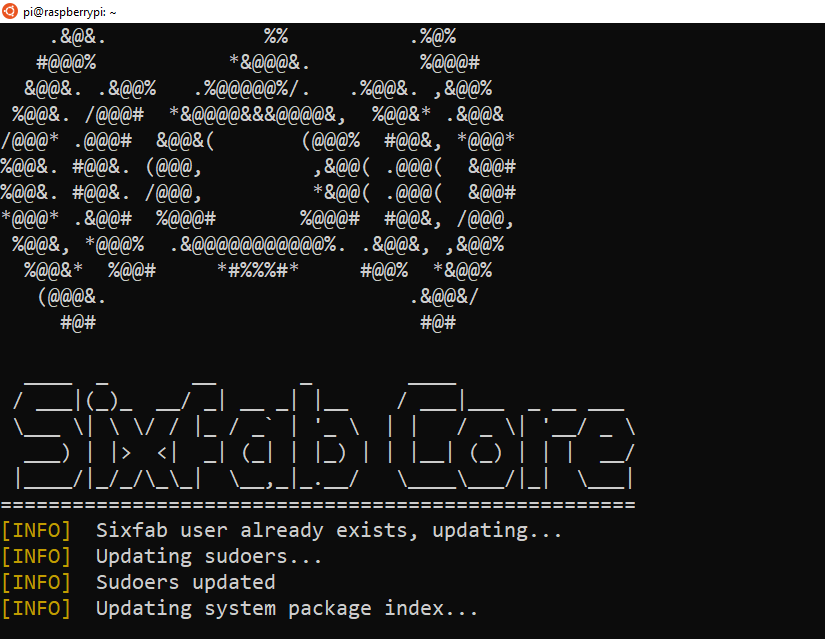 pi@raspberrypi: ~
Sixfab Core
[INFO] Sixfab user already exists, updating...
[INFO] Updating sudoers...
[INFO] Sudoers updated
[INFO] Updating system package index...